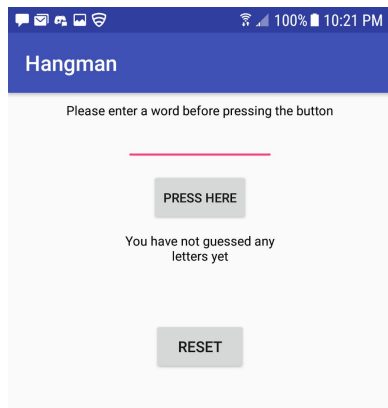 100% 10:21 PM
Hangman
Please enter a word before pressing the button
PRESS HERE
You have not guessed any
letters yet
RESET